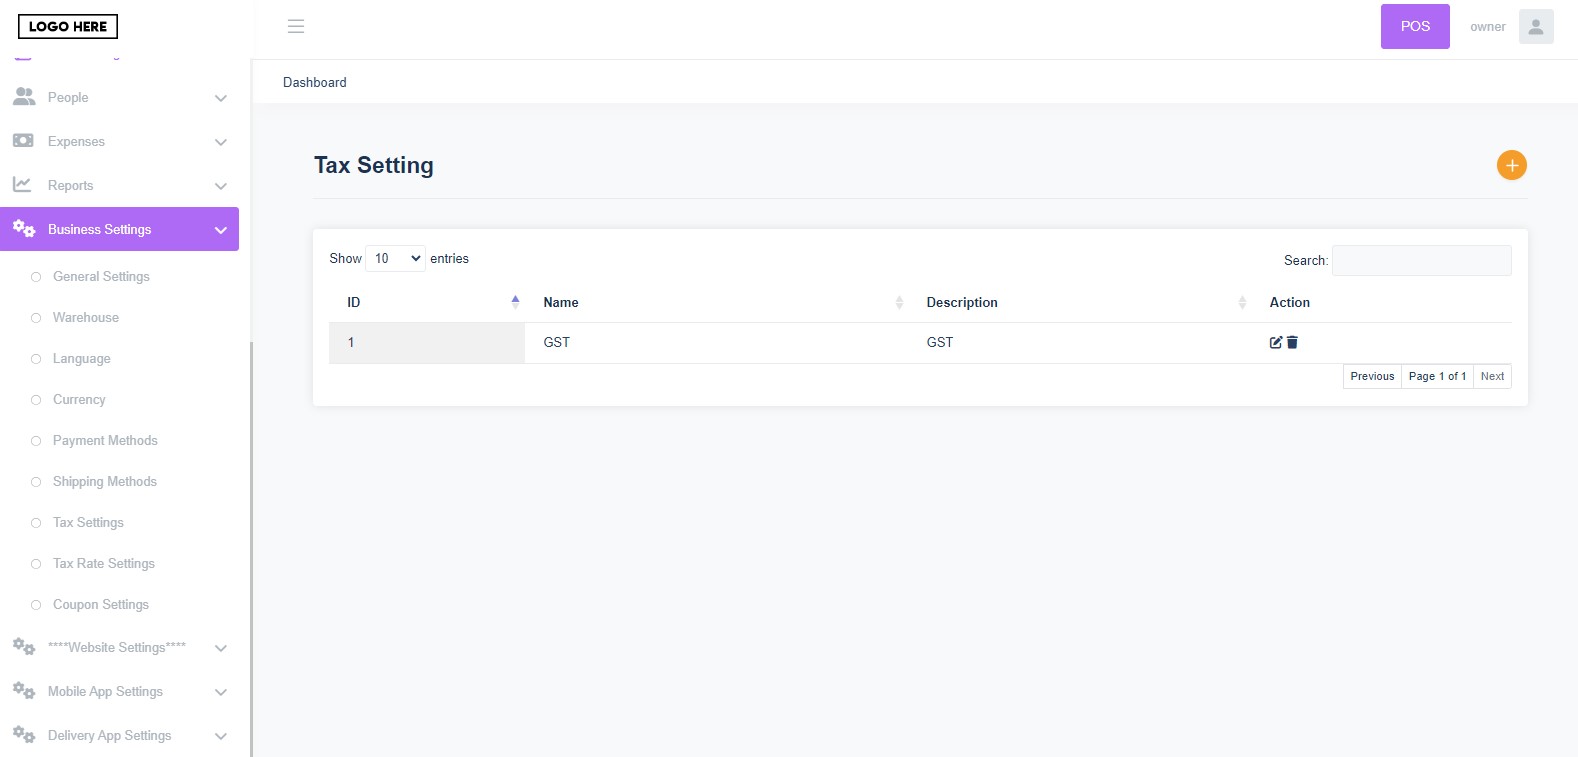 LOGO HERE
POS
owner
People
Expenses
Reports
Business Settings
General Settings
Warehouse
Language
Currency
Payment Methods
Shipping Methods
Tax Settings
Tax Rate Settings
Coupon Settings
****Website Settings****
Mobile App Settings
Delivery App Settings
Dashboard
Tax Setting
Show 10 entries
Search:
ID Name Description Action
1 GST GST
Previous Page 1 of 1 Next